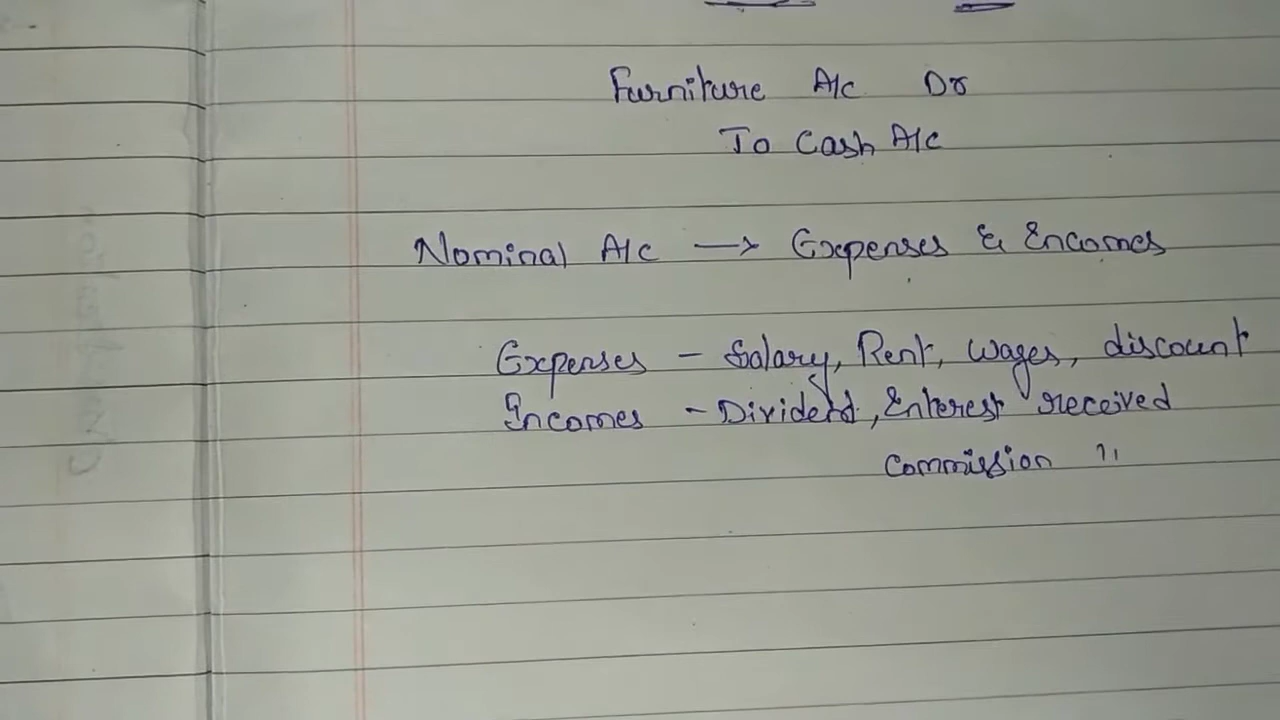 Furniture A/c Dr
To Cash A/c
Nominal A/c → Expenses & Incomes
Expenses - Salary, Rent, wages, discount
Incomes - Dividend, Interest received
Commission "